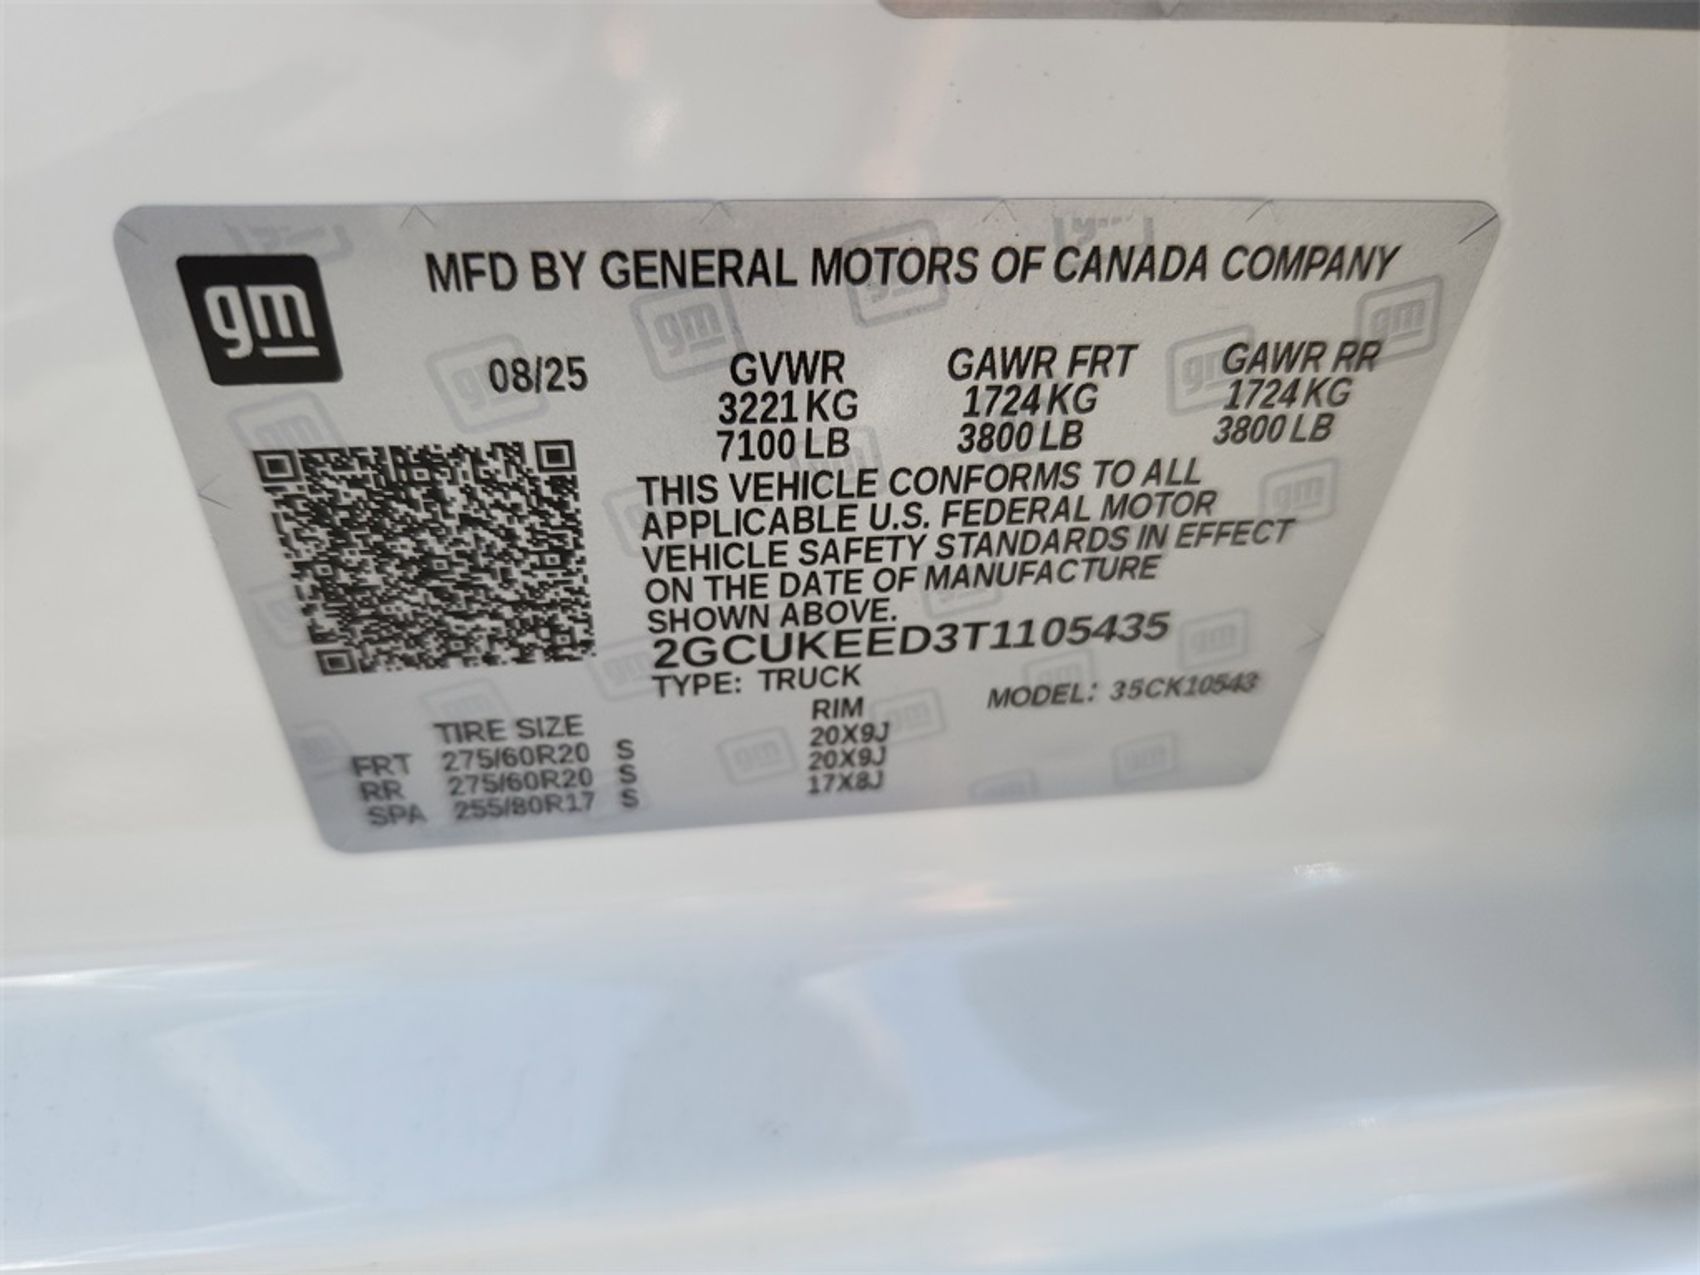 gm
MFD BY GENERAL MOTORS OF CANADA COMPANY
08/25 GVWR GAWR FRT GAWR RR
3221 KG 1724 KG 1724 KG
7100 LB 3800 LB 3800 LB
THIS VEHICLE CONFORMS TO ALL
APPLICABLE U.S. FEDERAL MOTOR
VEHICLE SAFETY STANDARDS IN EFFECT
ON THE DATE OF MANUFACTURE
SHOWN ABOVE.
2GCUKEED3T1105435
TYPE: TRUCK MODEL: 35CK10543
TIRE SIZE RIM
FRT 275/60R20 S 20X9J
RR 275/60R20 S 20X9J
SPA 255/80R17 S 17X8J